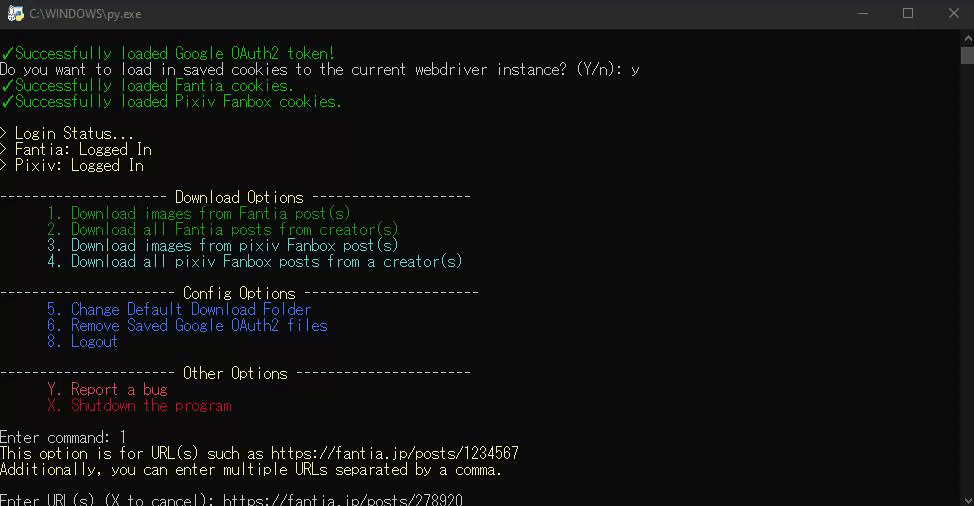 C:\WINDOWS\py.exe
✓Successfully loaded Google OAuth2 token!
Do you want to load in saved cookies to the current webdriver instance? (Y/n): y
✓Successfully loaded Fantia cookies.
✓Successfully loaded Pixiv Fanbox cookies.
> Login Status...
> Fantia: Logged In
> Pixiv: Logged In
--------------------- Download Options --------------------
1. Download images from Fantia post(s)
2. Download all Fantia posts from creator(s)
3. Download images from pixiv Fanbox post(s)
4. Download all pixiv Fanbox posts from a creator(s)
---------------------- Config Options ----------------------
5. Change Default Download Folder
6. Remove Saved Google OAuth2 files
8. Logout
---------------------- Other Options ----------------------
Y. Report a bug
X. Shutdown the program
Enter command: 1
This option is for URL(s) such as https://fantia.jp/posts/1234567
Additionally, you can enter multiple URLs separated by a comma.
Enter URL(s) (X to cancel): https://fantia.jp/posts/278920